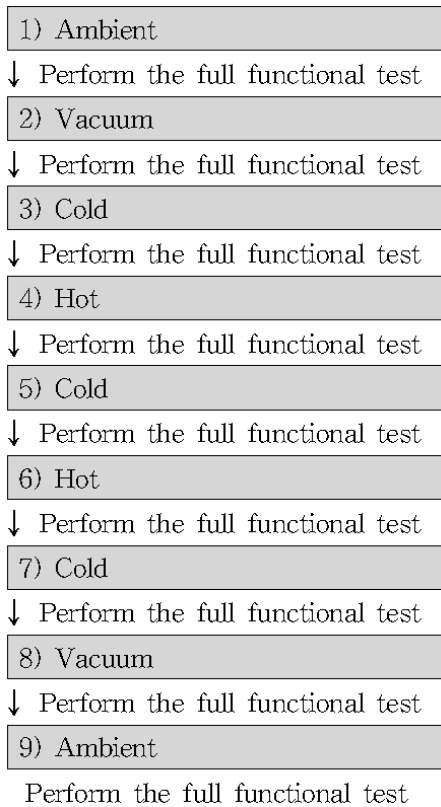 1) Ambient
↓ Perform the full functional test
2) Vacuum
↓ Perform the full functional test
3) Cold
↓ Perform the full functional test
4) Hot
↓ Perform the full functional test
5) Cold
↓ Perform the full functional test
6) Hot
↓ Perform the full functional test
7) Cold
↓ Perform the full functional test
8) Vacuum
↓ Perform the full functional test
9) Ambient
Perform the full functional test